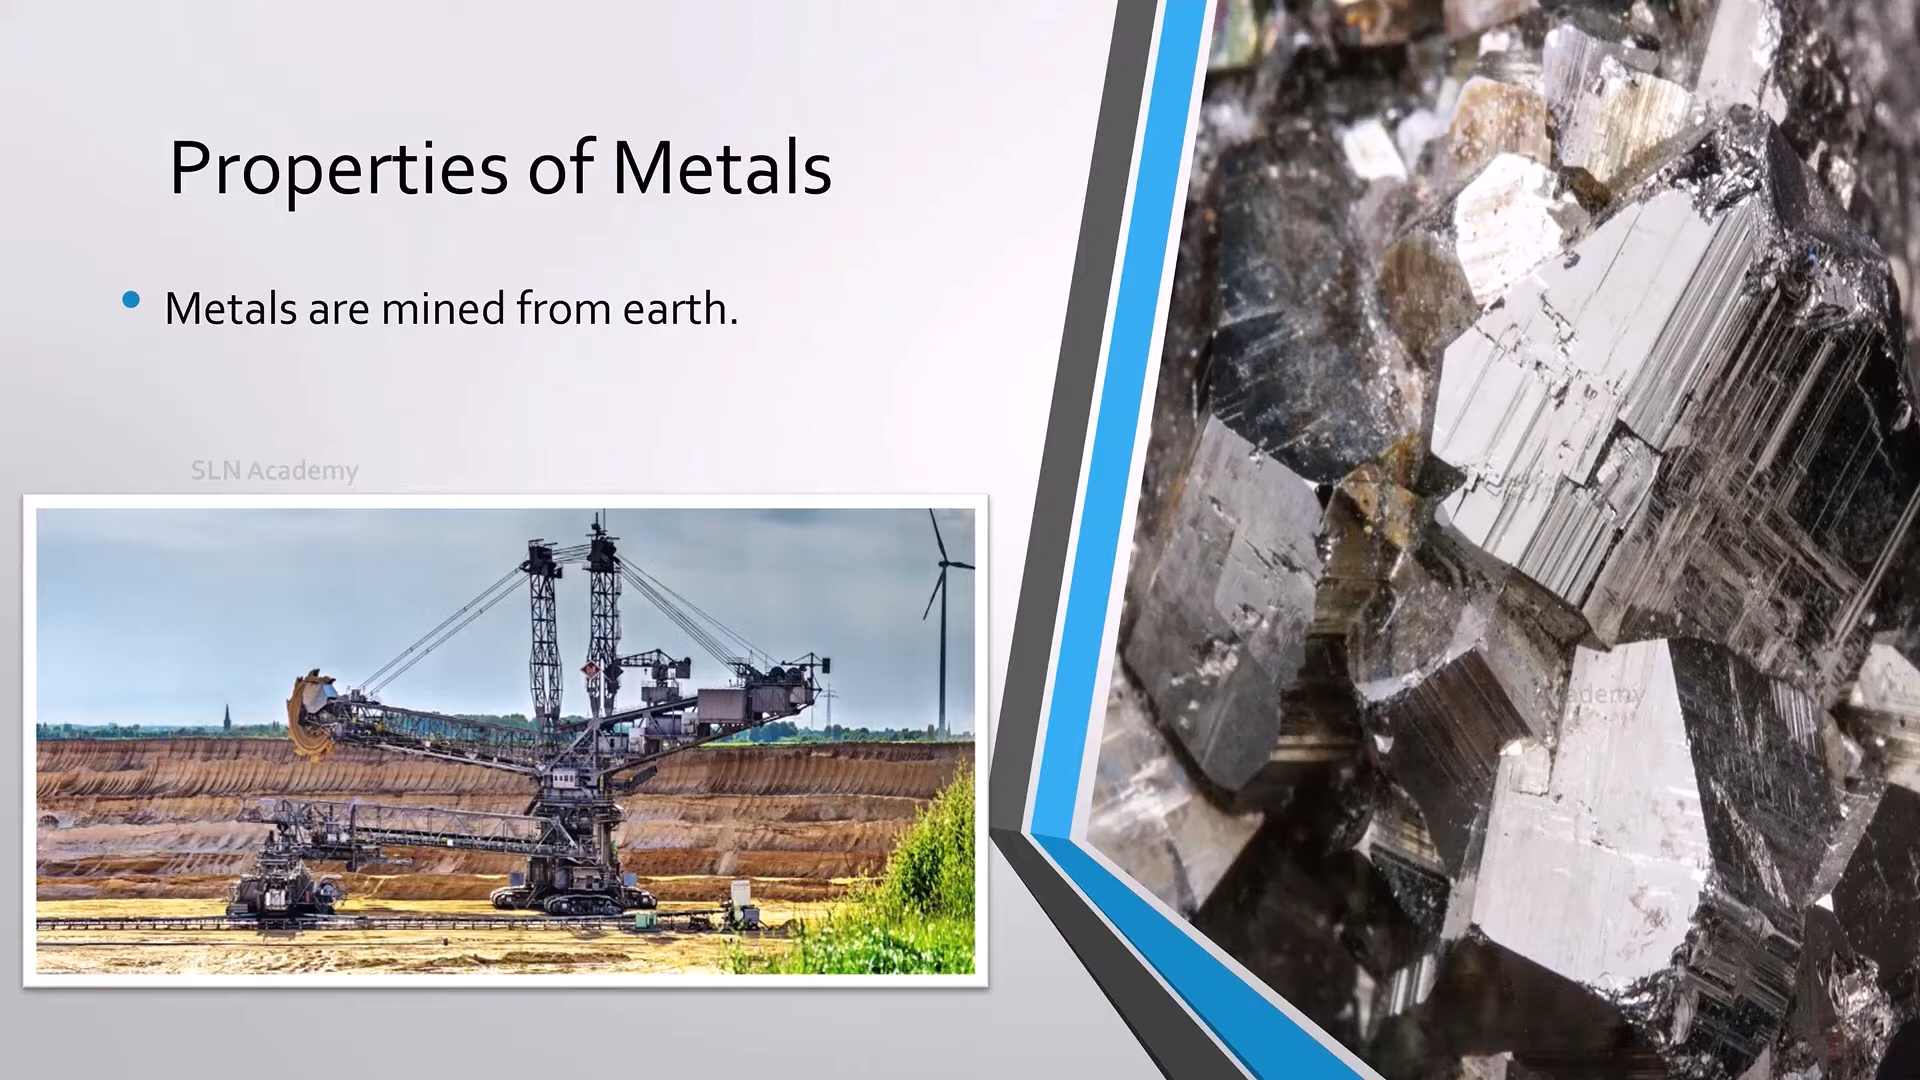 Properties of Metals
Metals are mined from earth.
SLN Academy